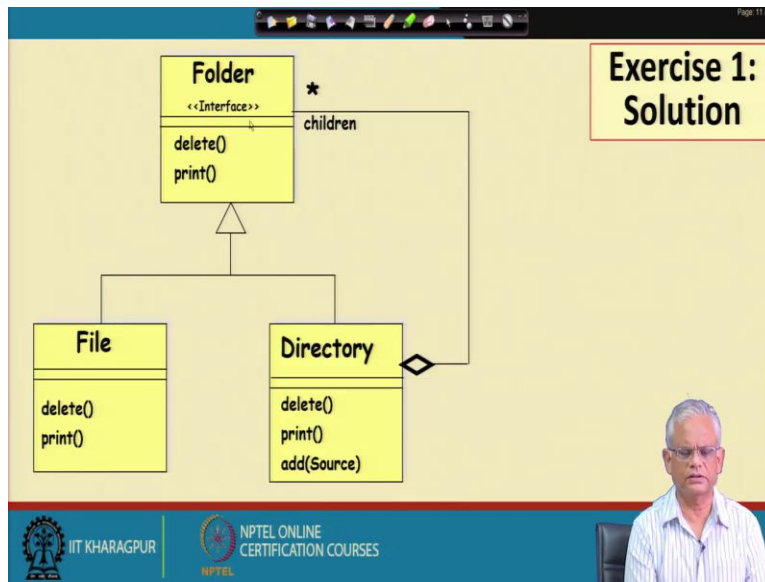 Page: 11
Exercise 1:
Solution
Folder
<<Interface>>
delete()
print()
*
children
File
delete()
print()
Directory
delete()
print()
add(Source)
IIT KHARAGPUR
NPTEL
NPTEL ONLINE
CERTIFICATION COURSES